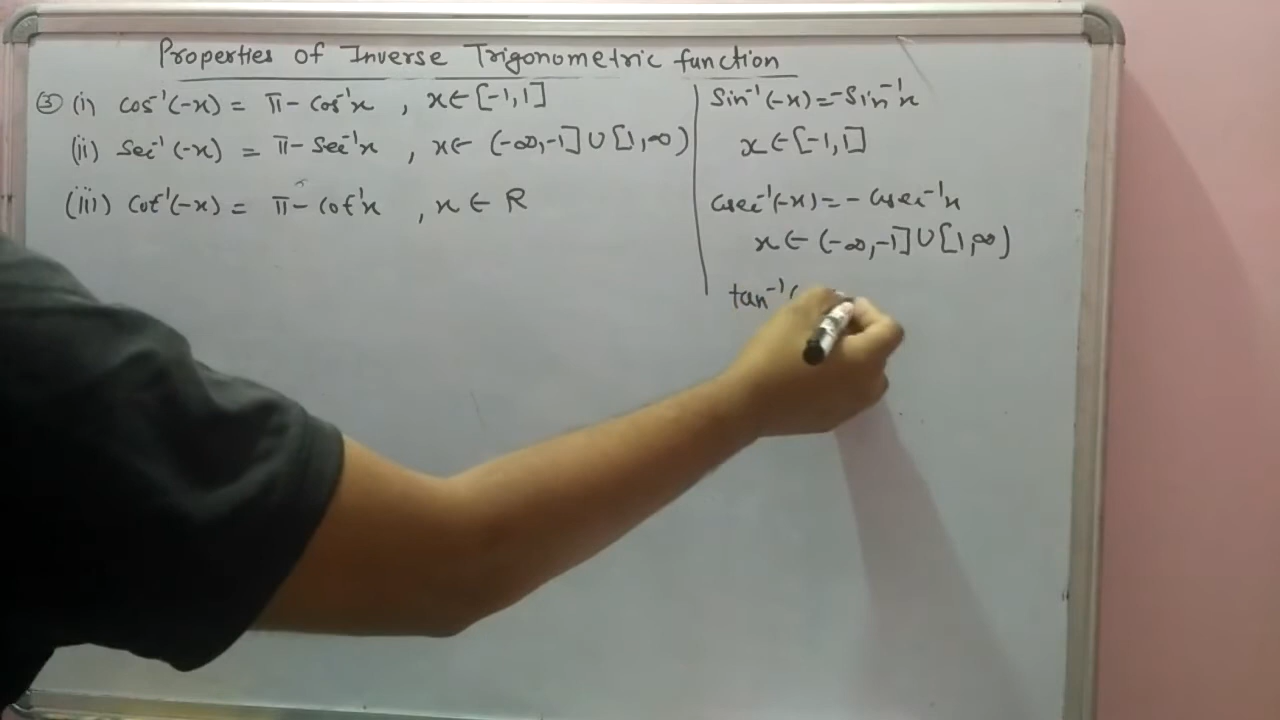 Properties of Inverse Trigonometric function
③ (i) Cos⁻¹(-x) = π - Cos⁻¹x , x ∈ [-1,1]
(ii) Sec⁻¹(-x) = π - Sec⁻¹x , x ∈ (-∞,-1] ∪ [1,∞)
(iii) Cot⁻¹(-x) = π - Cot⁻¹x , x ∈ R
Sin⁻¹(-x) = -Sin⁻¹x
x ∈ [-1,1]
Cosec⁻¹(-x) = - Cosec⁻¹x
x ∈ (-∞,-1] ∪ [1,∞)
tan⁻¹(